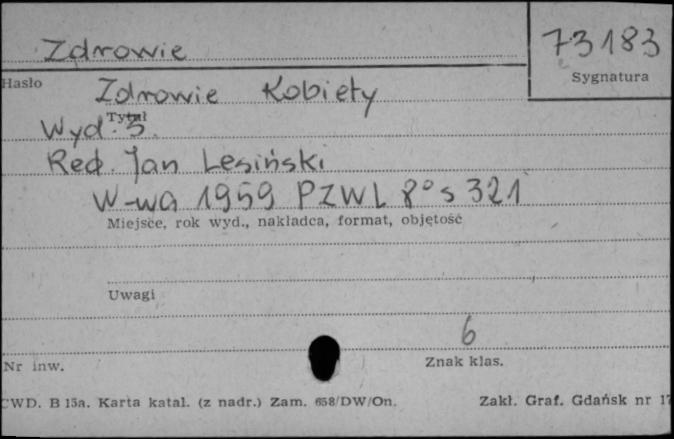 Zdrowie
73183
Hasło
Sygnatura
Zdrowie Kobiety
Tytuł
Wyd. 3.
Red. Jan Lesiński
W-wa 1959 PZWL 8° s 321
Miejsce, rok wyd., nakładca, format, objętość
Uwagi
6
Nr inw.
Znak klas.
CWD. B 15a. Karta katal. (z nadr.) Zam. 658/DW/On.
Zakł. Graf. Gdańsk nr 17